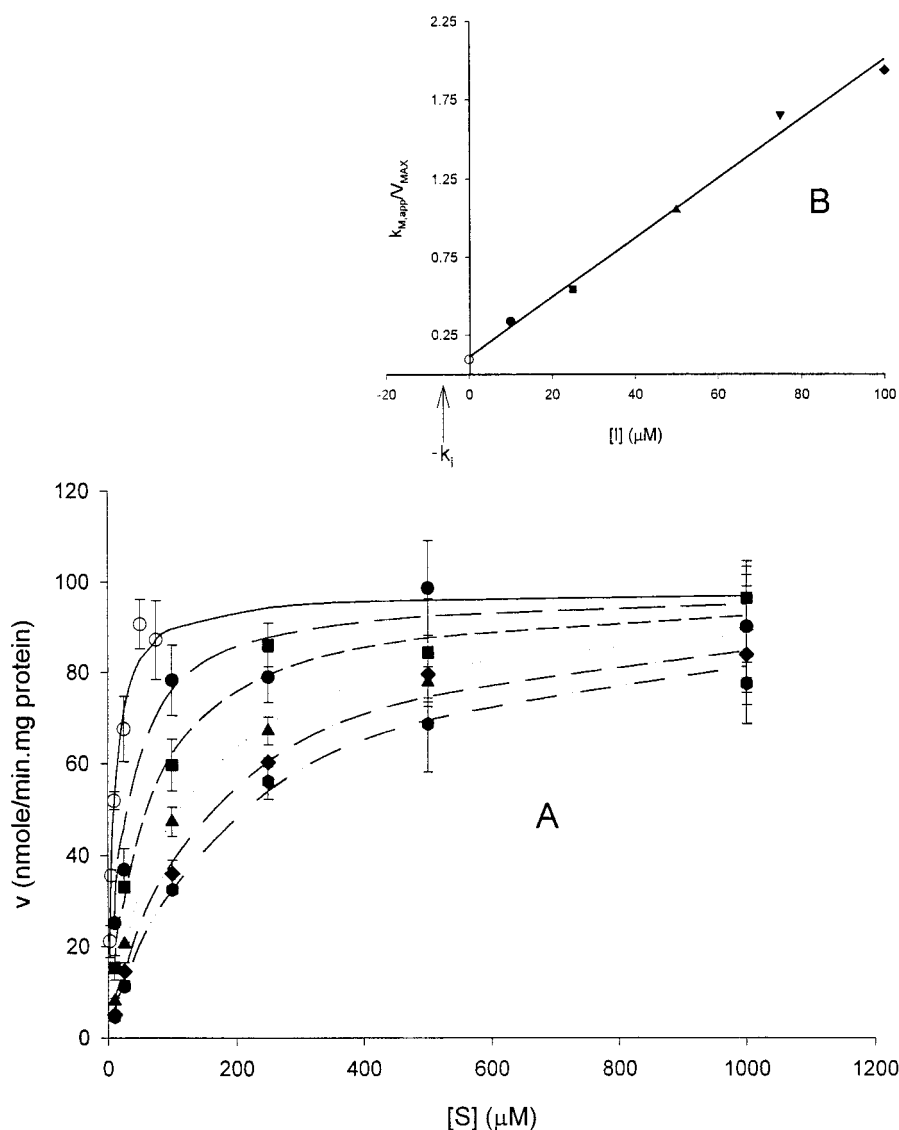 2.25
1.75
1.25
0.75
0.25
k_M,app/V_MAX
B
-20 0 20 40 60 80 100
[I] (μM)
-k_i
120
100
80
60
40
20
0
v (nmole/min.mg protein)
A
0 200 400 600 800 1000 1200
[S] (μM)